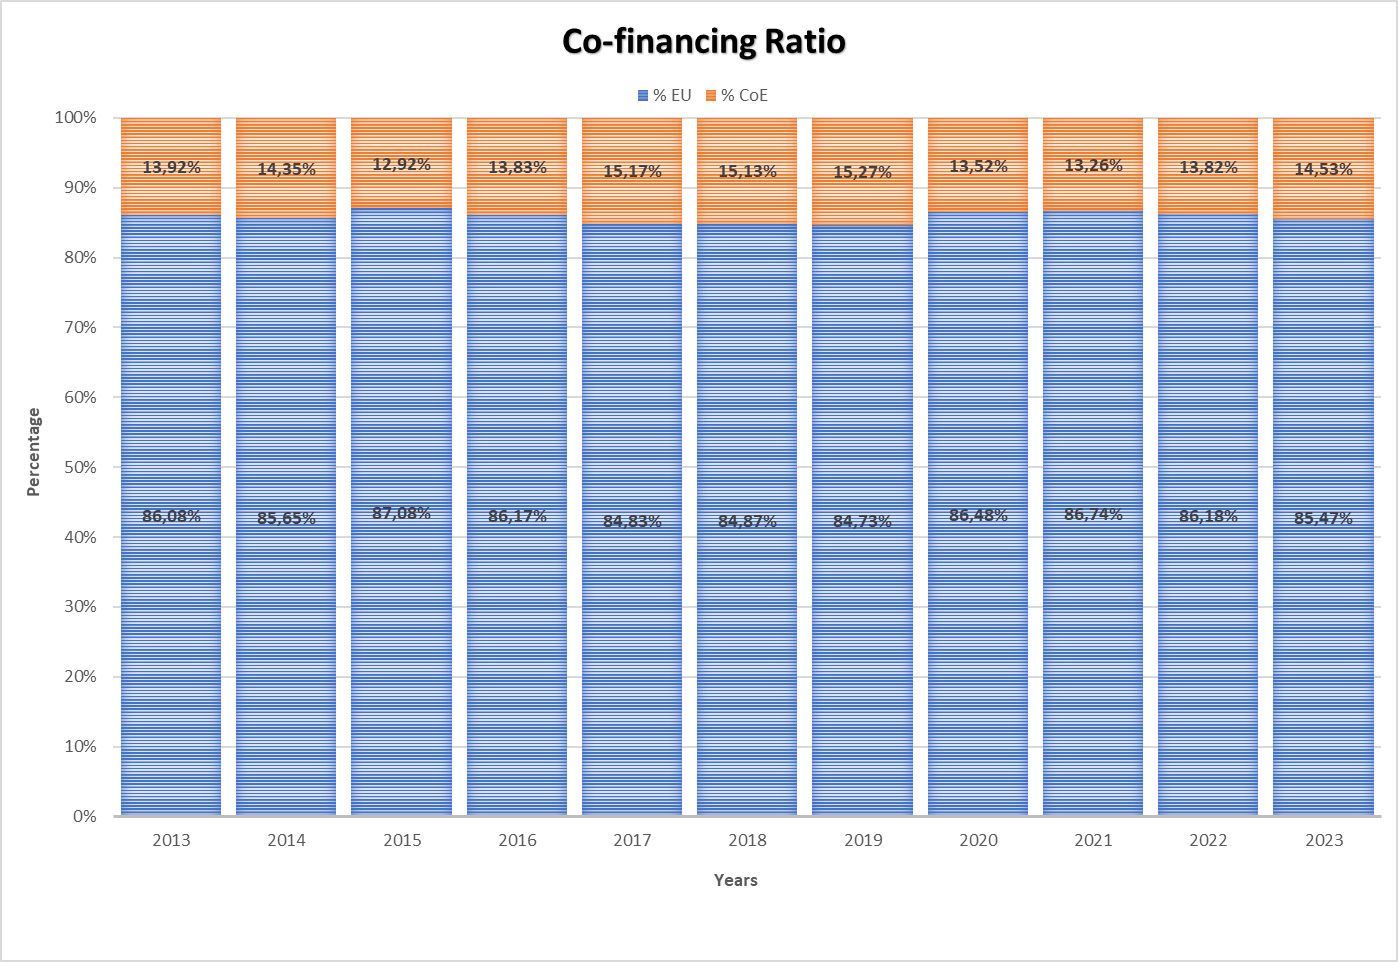 Co-financing Ratio
% EU % CoE
100%
90%
80%
70%
60%
50%
40%
30%
20%
10%
0%
Percentage
13,92% 14,35% 12,92% 13,83% 15,17% 15,13% 15,27% 13,52% 13,26% 13,82% 14,53%
86,08% 85,65% 87,08% 86,17% 84,83% 84,87% 84,73% 86,48% 86,74% 86,18% 85,47%
2013 2014 2015 2016 2017 2018 2019 2020 2021 2022 2023
Years